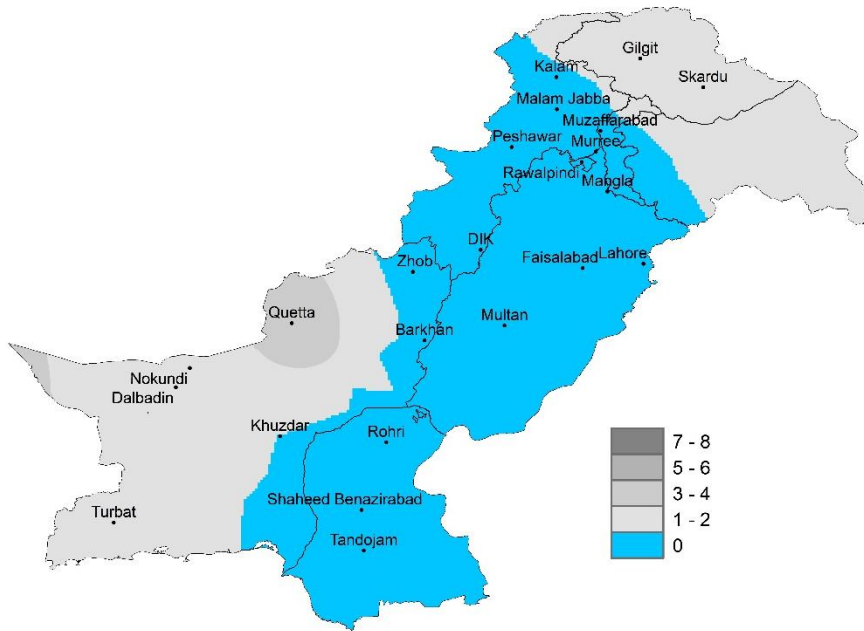 Gilgit
Skardu
Kalam
Malam Jabba
Muzaffarabad
Murree
Peshawar
Rawalpindi
Mangla
DIK
Zhob
Faisalabad
Lahore
Quetta
Multan
Barkhan
Nokundi
Dalbadin
Khuzdar
Rohri
Turbat
Shaheed Benazirabad
Tandojam
7 - 8
5 - 6
3 - 4
1 - 2
0